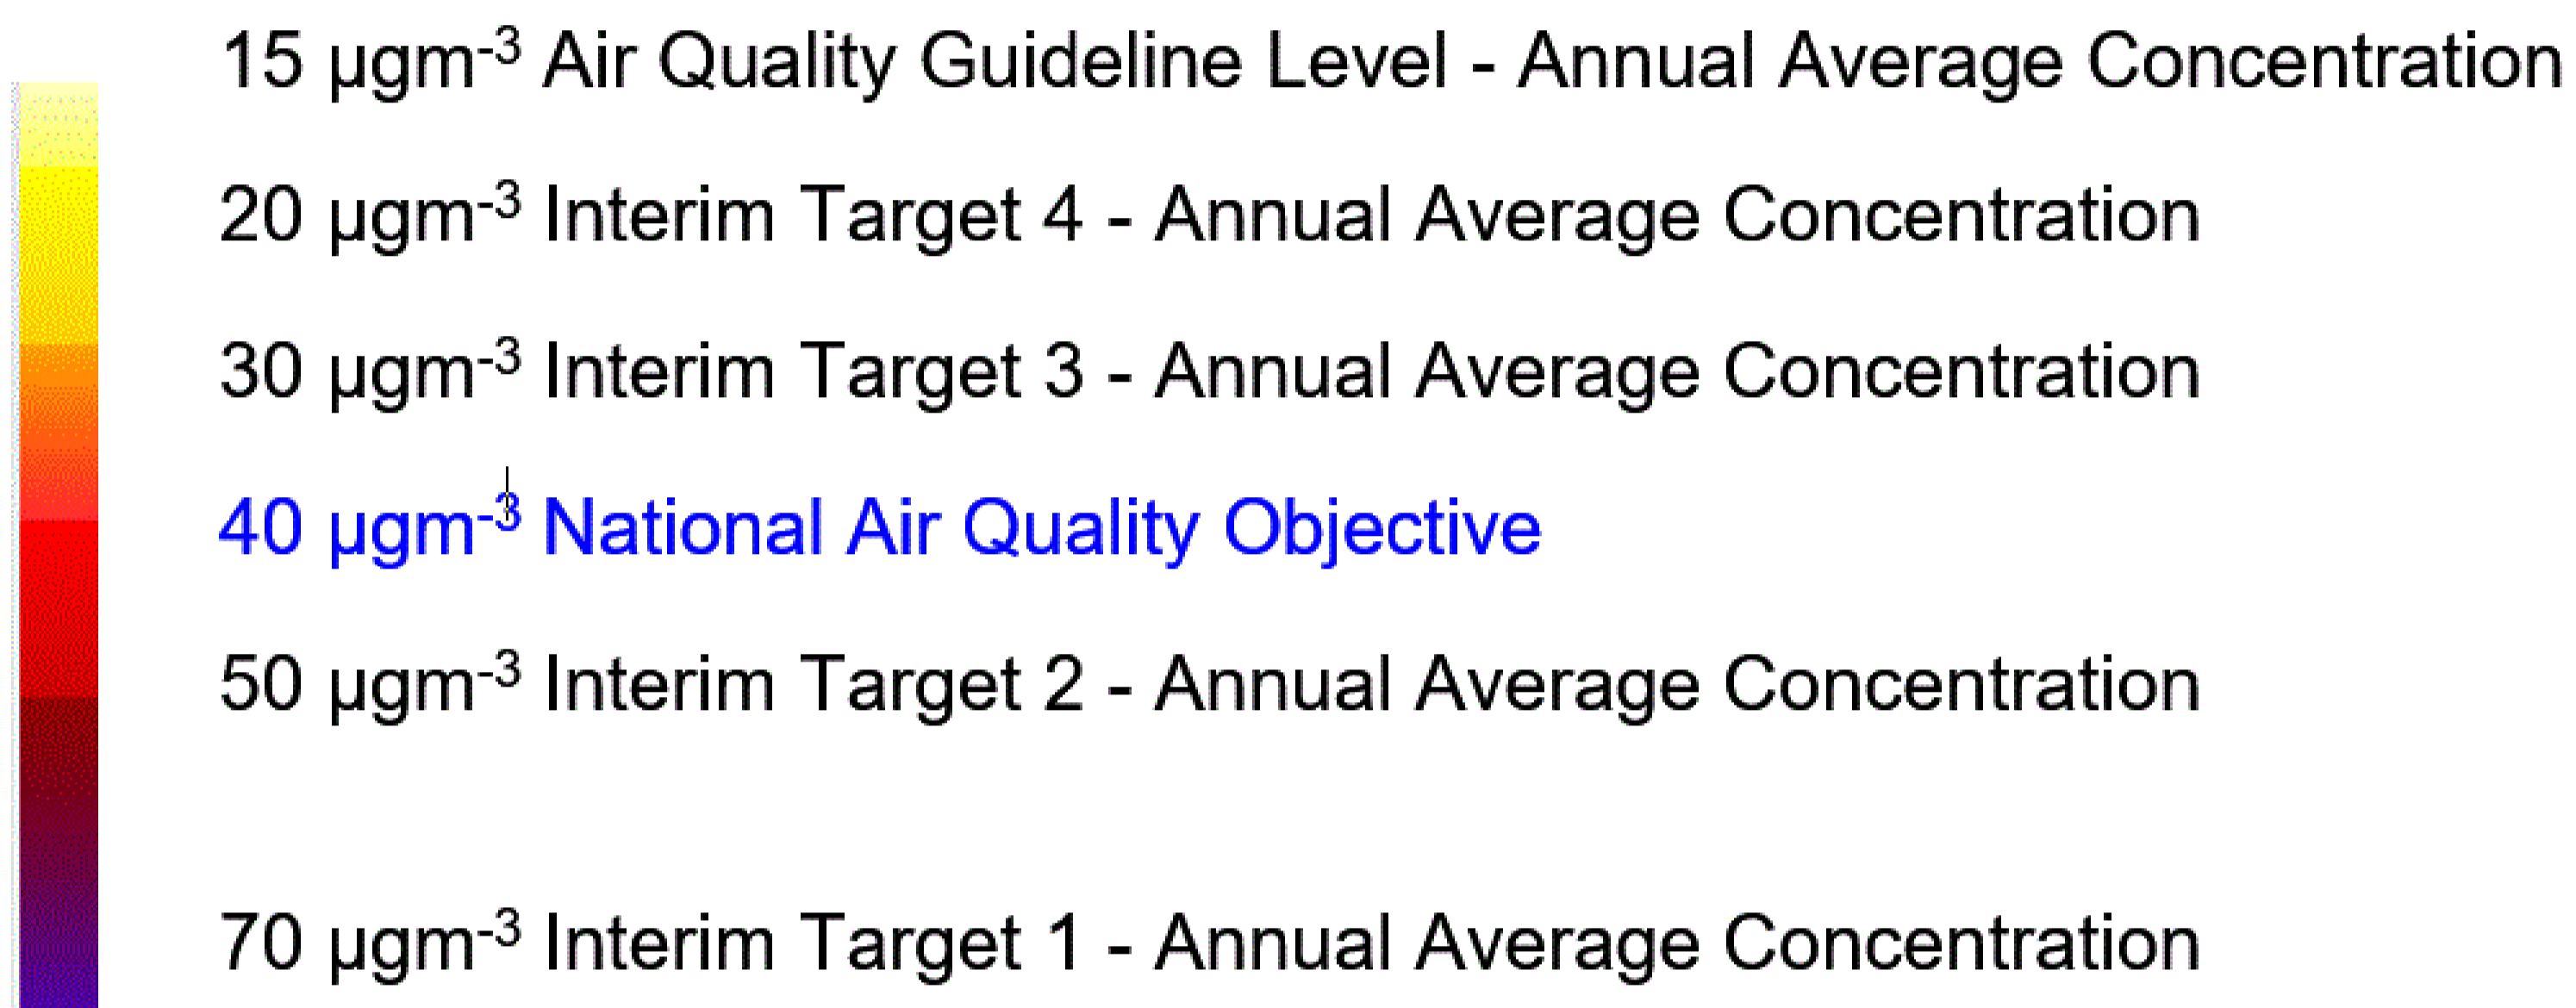 15 µgm⁻³ Air Quality Guideline Level - Annual Average Concentration
20 µgm⁻³ Interim Target 4 - Annual Average Concentration
30 µgm⁻³ Interim Target 3 - Annual Average Concentration
40 µgm⁻³ National Air Quality Objective
50 µgm⁻³ Interim Target 2 - Annual Average Concentration
70 µgm⁻³ Interim Target 1 - Annual Average Concentration